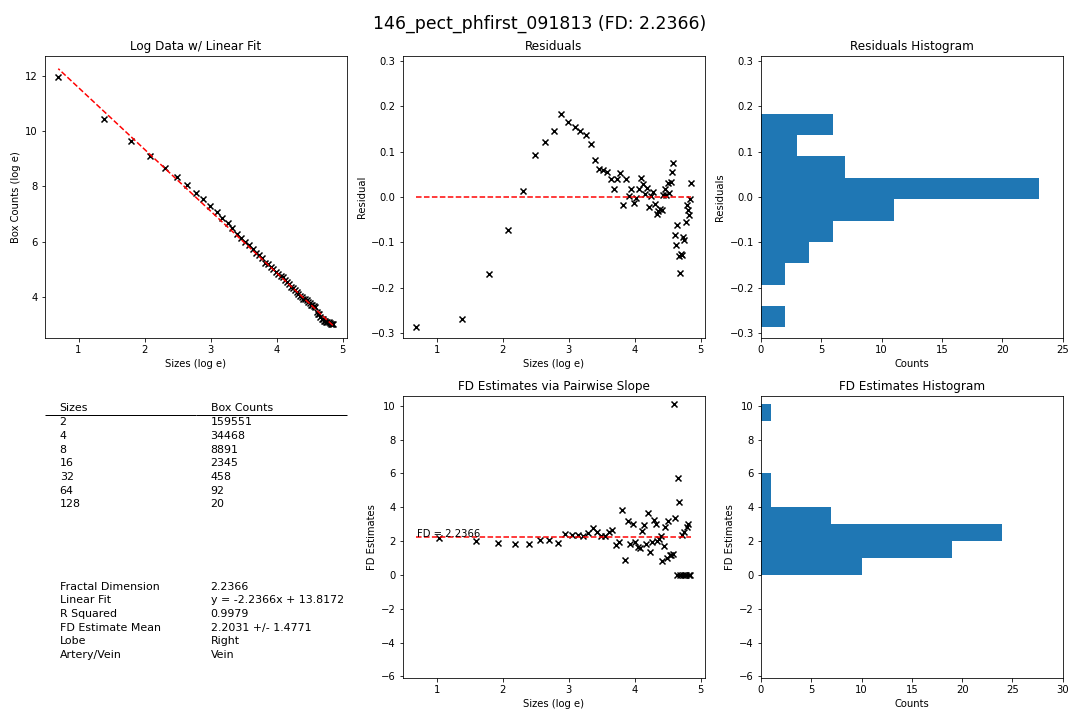 146_pect_phfirst_091813 (FD: 2.2366)
Log Data w/ Linear Fit
Box Counts (log e)
12
10
8
6
4
1 2 3 4 5
Sizes (log e)
Residuals
Residual
0.3
0.2
0.1
0.0
−0.1
−0.2
−0.3
1 2 3 4 5
Sizes (log e)
Residuals Histogram
Residuals
0.3
0.2
0.1
0.0
−0.1
−0.2
−0.3
0 5 10 15 20 25
Counts
Sizes Box Counts
2 159551
4 34468
8 8891
16 2345
32 458
64 92
128 20
Fractal Dimension 2.2366
Linear Fit y = -2.2366x + 13.8172
R Squared 0.9979
FD Estimate Mean 2.2031 +/- 1.4771
Lobe Right
Artery/Vein Vein
FD Estimates via Pairwise Slope
FD Estimates
10
8
6
4
2
0
−2
−4
−6
FD = 2.2366
1 2 3 4 5
Sizes (log e)
FD Estimates Histogram
FD Estimates
10
8
6
4
2
0
−2
−4
−6
0 5 10 15 20 25 30
Counts